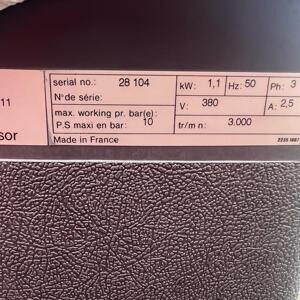 serial no.: 28 104 kW: 1,1 Hz: 50 Ph: 3
N° de série:
V: 380 A: 2,5
11
max. working pr. bar(e):
P.S maxi en bar: 10 tr/mn: 3.000
sor
Made in France